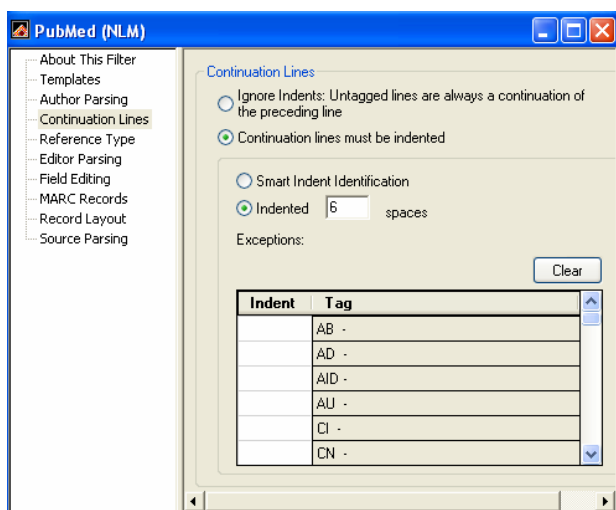 PubMed (NLM)
About This Filter
Templates
Author Parsing
Continuation Lines
Reference Type
Editor Parsing
Field Editing
MARC Records
Record Layout
Source Parsing
Continuation Lines
Ignore Indents: Untagged lines are always a continuation of
the preceding line
Continuation lines must be indented
Smart Indent Identification
Indented 6 spaces
Exceptions:
Clear
Indent Tag
AB -
AD -
AID -
AU -
CI -
CN -